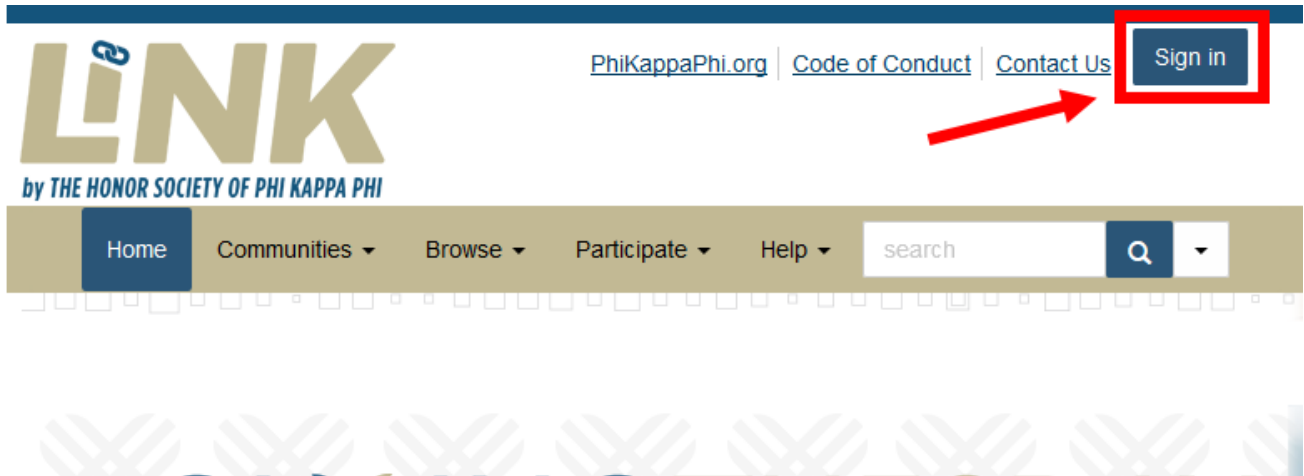 LiNK
by THE HONOR SOCIETY OF PHI KAPPA PHI
PhiKappaPhi.org Code of Conduct Contact Us Sign in
Home Communities Browse Participate Help search